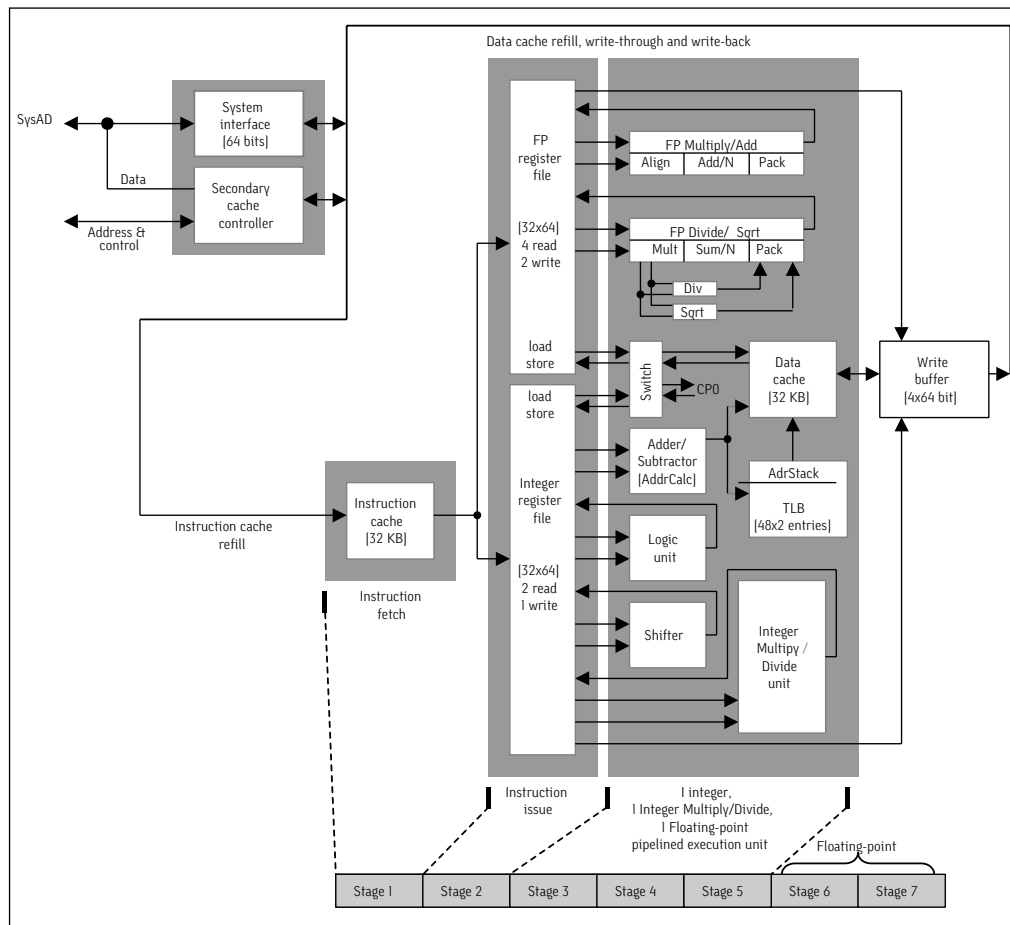 Data cache refill, write-through and write-back
SysAD
System
interface
[64 bits]
Data
Secondary
cache
controller
Address &
control
FP
register
file
[32x64]
4 read
2 write
load
store
FP Multiply/Add
Align
Add/N
Pack
FP Divide/ Sqrt
Mult
Sum/N
Pack
Div
Sqrt
Switch
CP0
Data
cache
[32 KB]
Write
buffer
[4x64 bit]
load
store
Integer
register
file
[32x64]
2 read
1 write
Adder/
Subtractor
[AddrCalc]
AdrStack
TLB
[48x2 entries]
Logic
unit
Shifter
Integer
Multipy /
Divide
unit
Instruction
cache
[32 KB]
Instruction cache
refill
Instruction
fetch
Instruction
issue
1 integer,
1 Integer Multiply/Divide,
1 Floating-point
pipelined execution unit
Floating-point
Stage 1
Stage 2
Stage 3
Stage 4
Stage 5
Stage 6
Stage 7